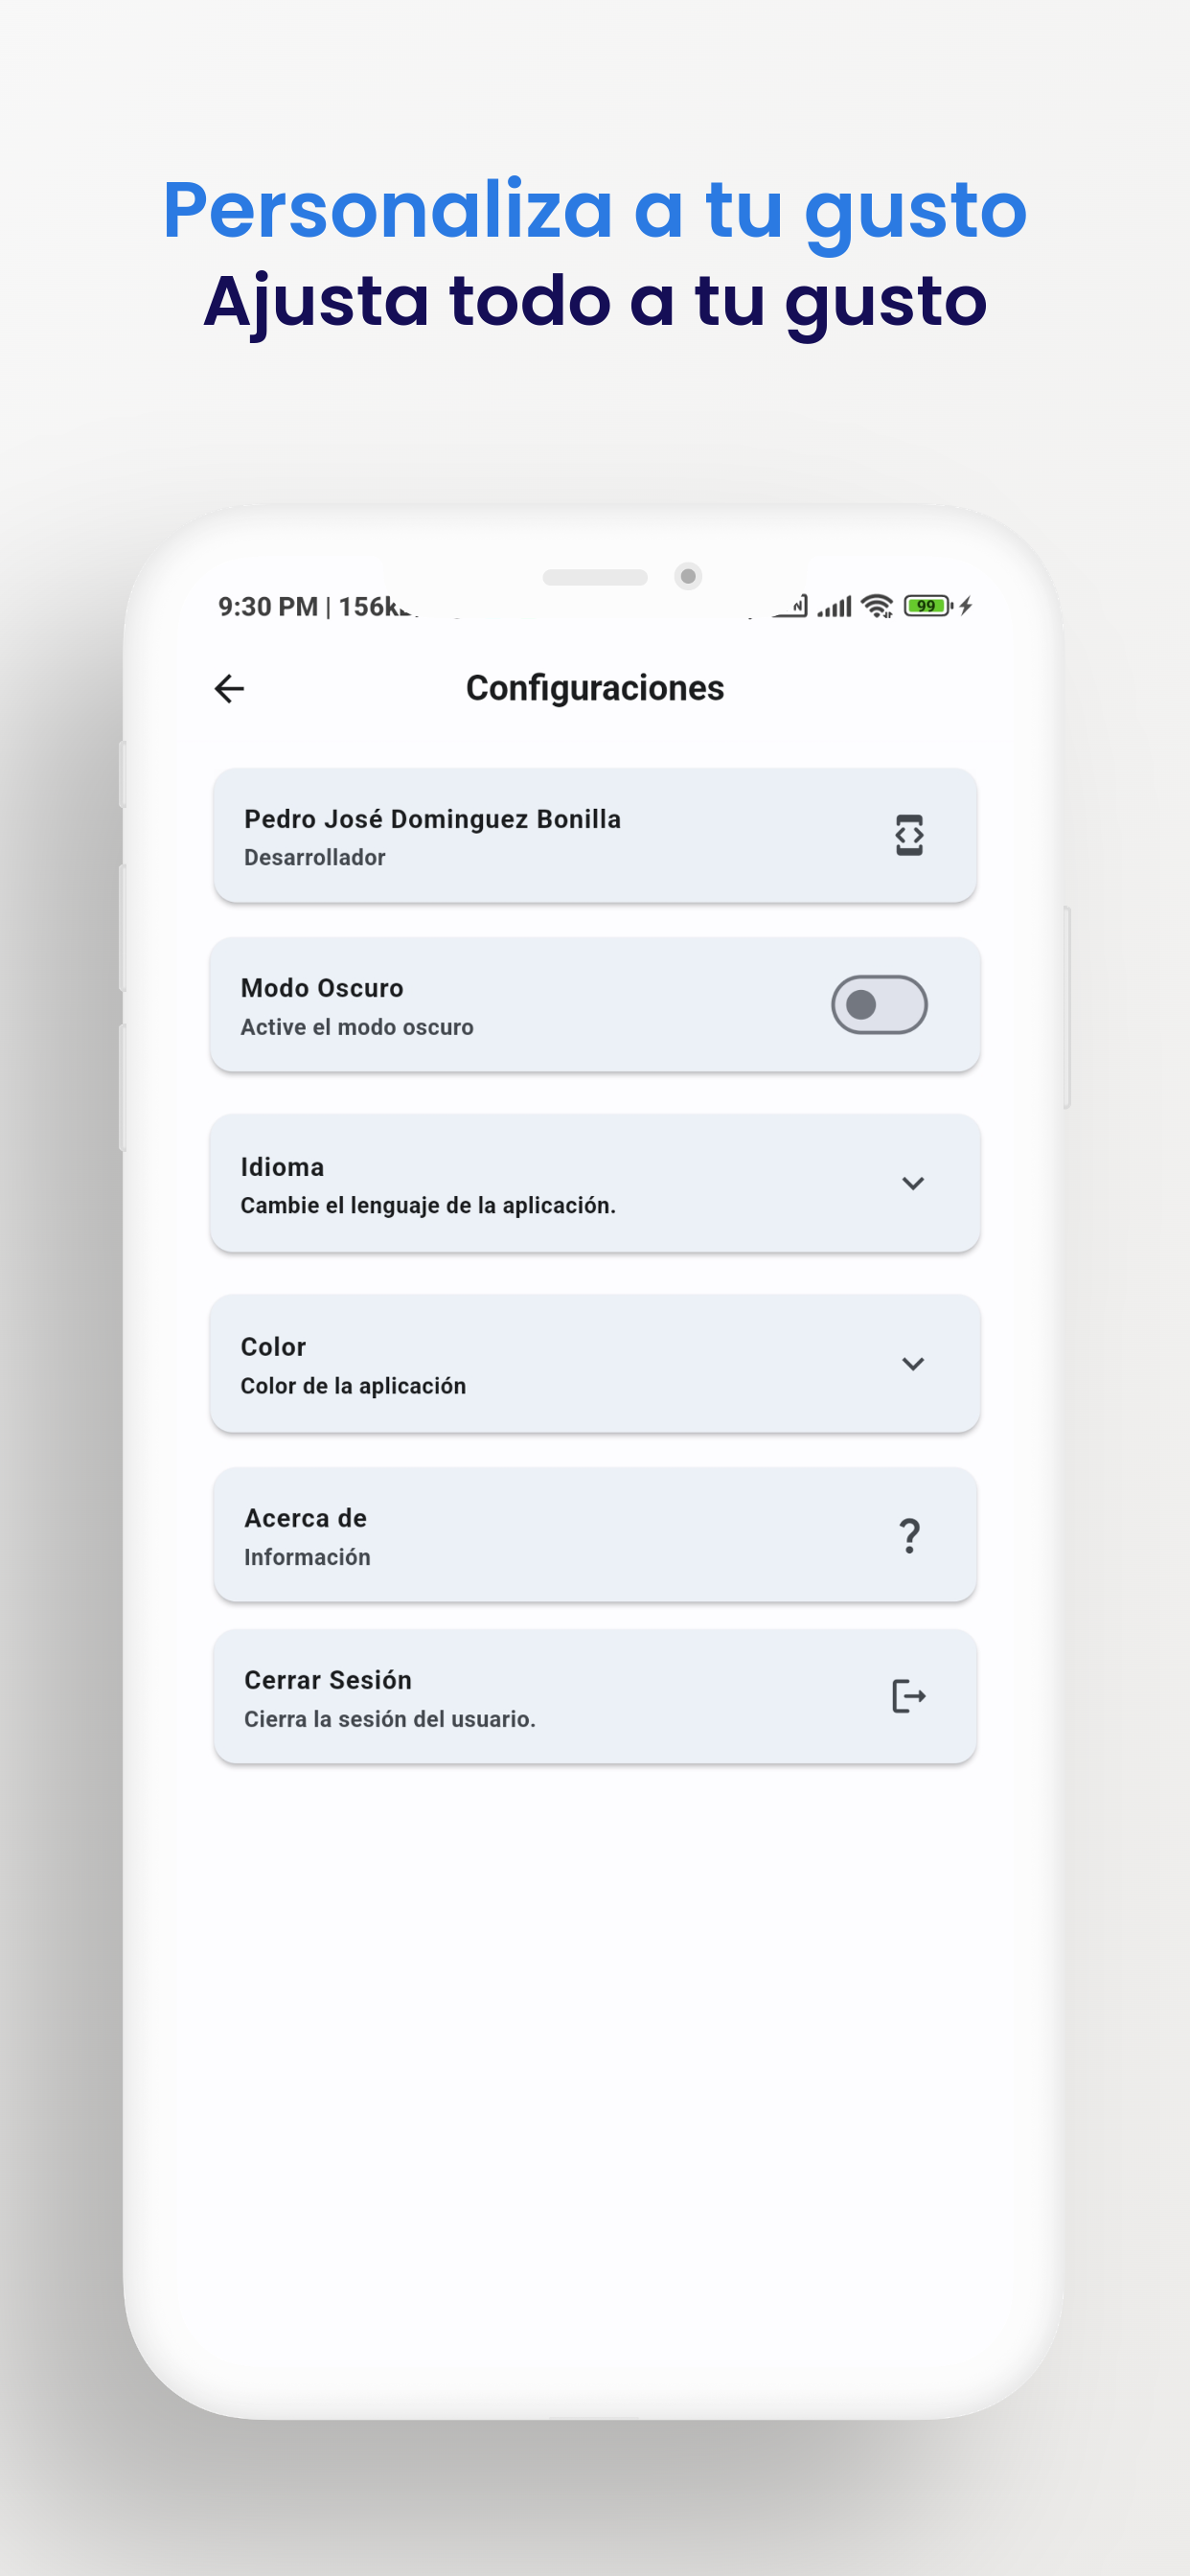 Personaliza a tu gusto
Ajusta todo a tu gusto
9:30 PM | 156k
99
Configuraciones
Pedro José Dominguez Bonilla
Desarrollador
Modo Oscuro
Active el modo oscuro
Idioma
Cambie el lenguaje de la aplicación.
Color
Color de la aplicación
Acerca de
Información
?
Cerrar Sesión
Cierra la sesión del usuario.